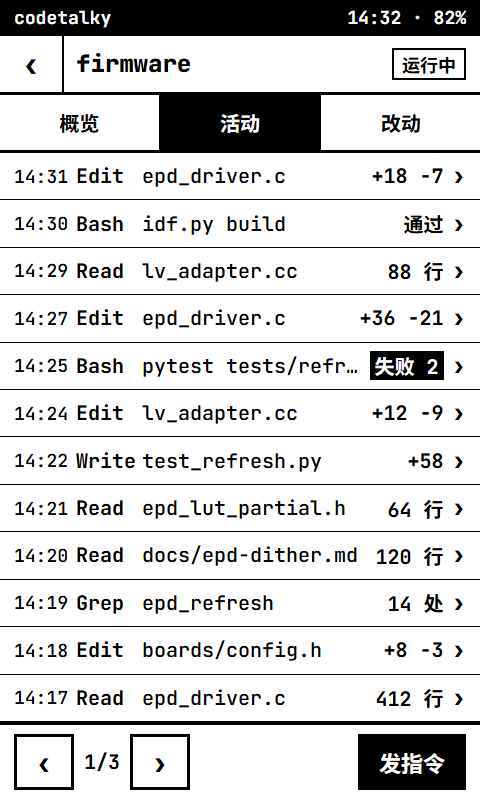 codetalky 14:32 · 82%
‹ firmware 运行中
概览 活动 改动
14:31 Edit epd_driver.c +18 -7 ›
14:30 Bash idf.py build 通过 ›
14:29 Read lv_adapter.cc 88 行 ›
14:27 Edit epd_driver.c +36 -21 ›
14:25 Bash pytest tests/refr… 失败 2 ›
14:24 Edit lv_adapter.cc +12 -9 ›
14:22 Write test_refresh.py +58 ›
14:21 Read epd_lut_partial.h 64 行 ›
14:20 Read docs/epd-dither.md 120 行 ›
14:19 Grep epd_refresh 14 处 ›
14:18 Edit boards/config.h +8 -3 ›
14:17 Read epd_driver.c 412 行 ›
‹ 1/3 › 发指令